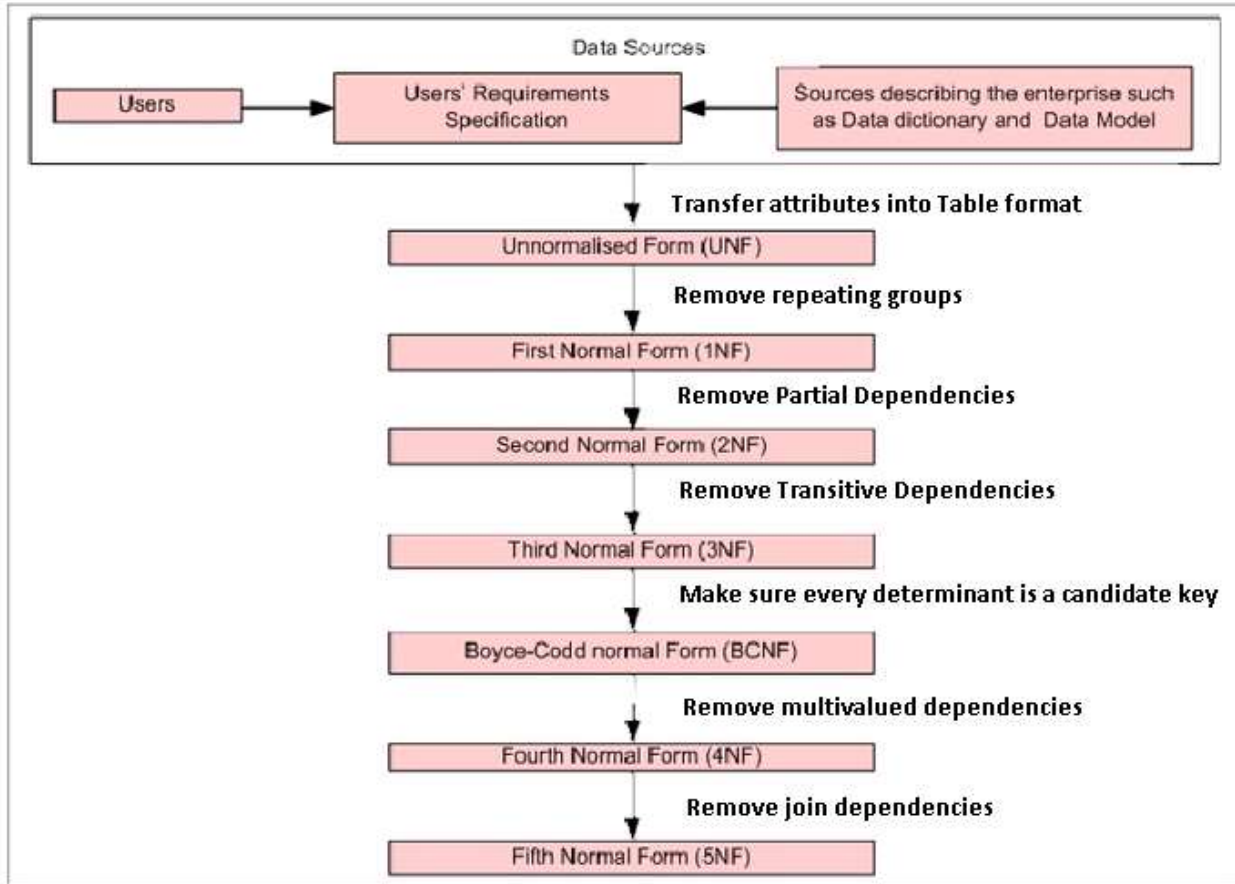 Data Sources
Users
Users' Requirements
Specification
Sources describing the enterprise such
as Data dictionary and Data Model
Transfer attributes into Table format
Unnormalised Form (UNF)
Remove repeating groups
First Normal Form (1NF)
Remove Partial Dependencies
Second Normal Form (2NF)
Remove Transitive Dependencies
Third Normal Form (3NF)
Make sure every determinant is a candidate key
Boyce-Codd normal Form (BCNF)
Remove multivalued dependencies
Fourth Normal Form (4NF)
Remove join dependencies
Fifth Normal Form (5NF)